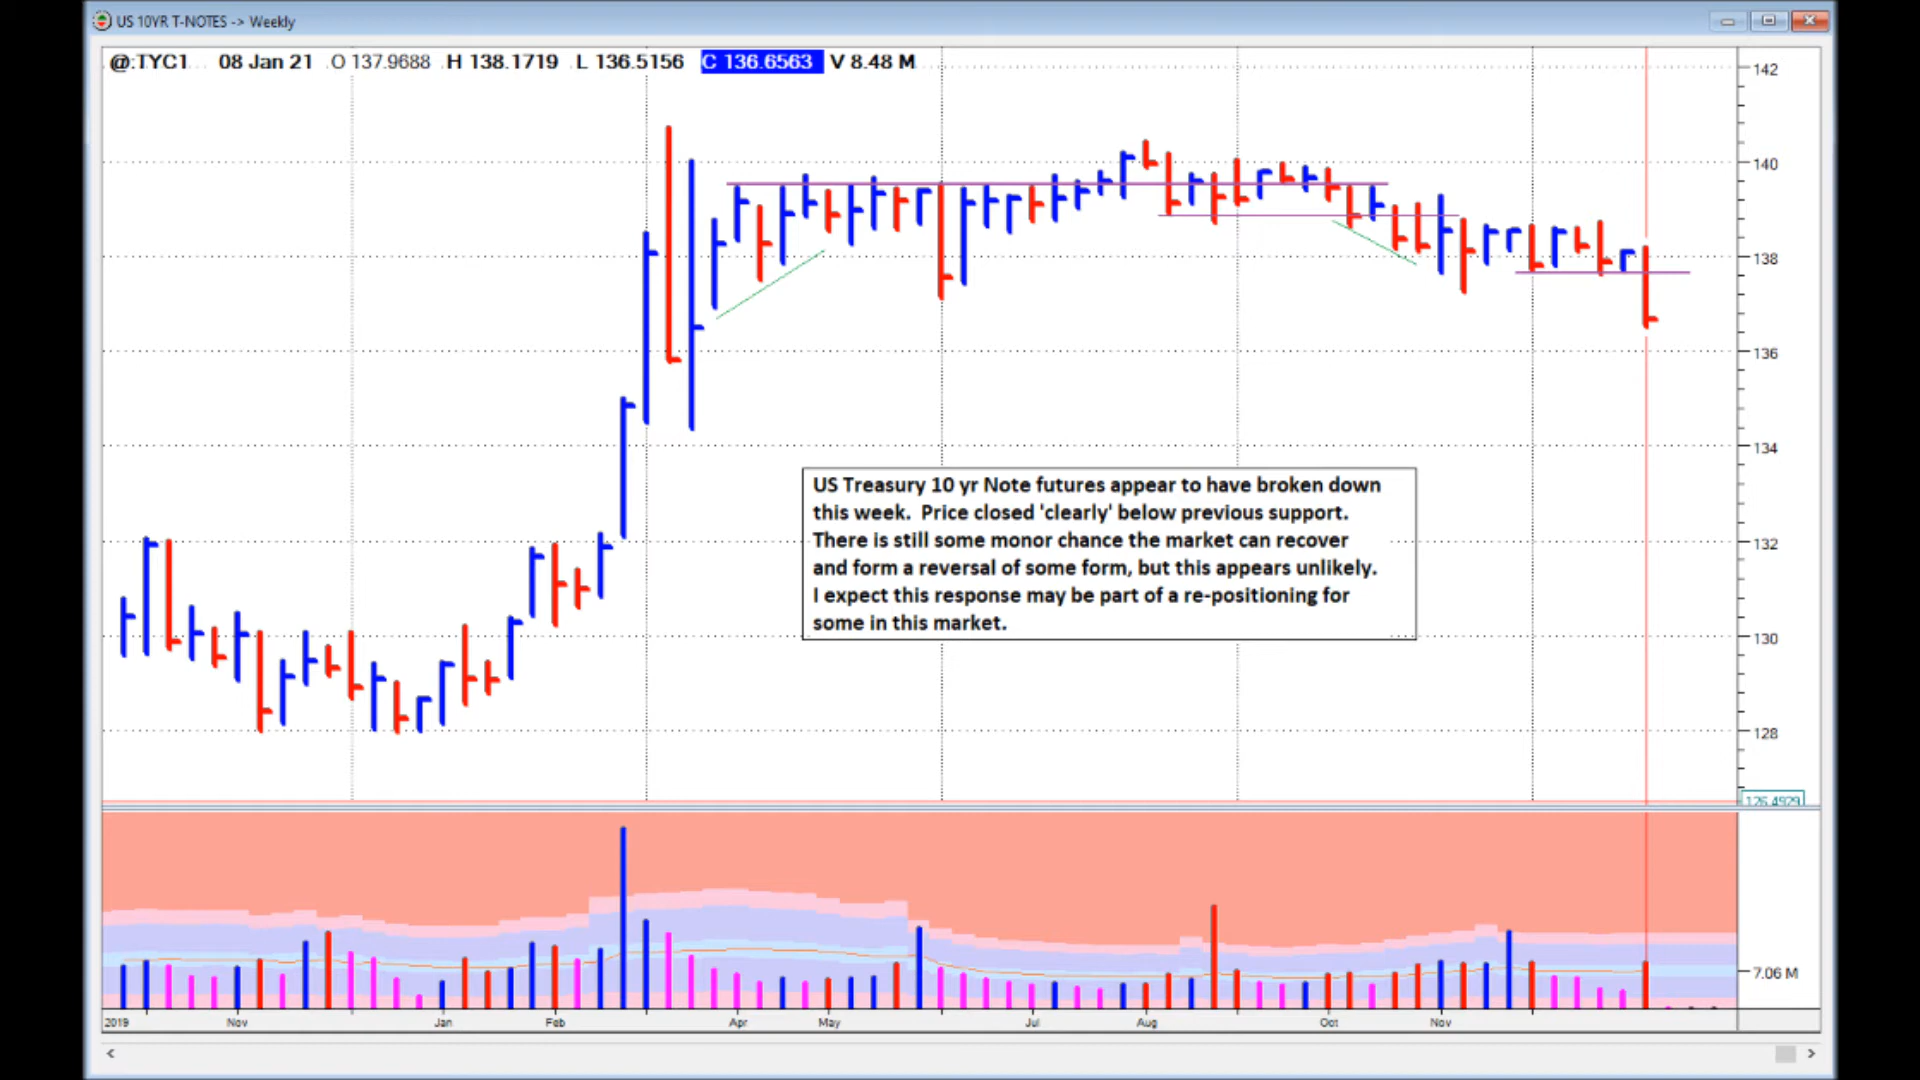 US 10YR T-NOTES -> Weekly
@:TYC1 08 Jan 21 O 137.9688 H 138.1719 L 136.5156 C 136.6563 V 8.48 M
142
140
138
136
134
132
130
128
126.4929
US Treasury 10 yr Note futures appear to have broken down
this week. Price closed 'clearly' below previous support.
There is still some monor chance the market can recover
and form a reversal of some form, but this appears unlikely.
I expect this response may be part of a re-positioning for
some in this market.
7.06 M
2019 Nov Jan Feb Apr May Jul Aug Oct Nov